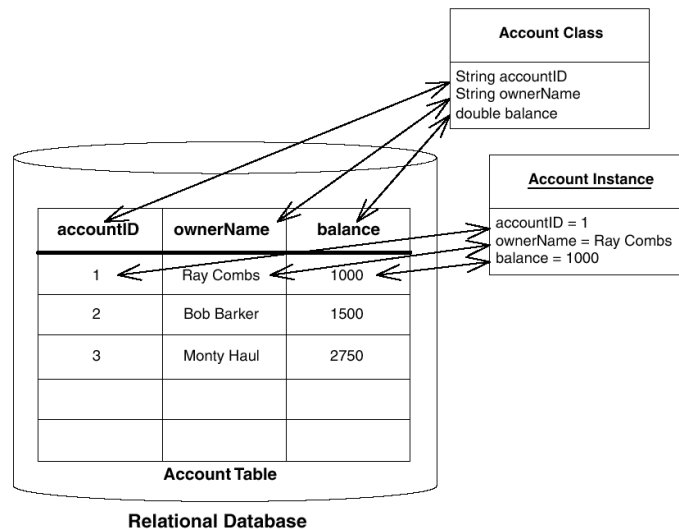 Account Class
String accountID
String ownerName
double balance
Account Instance
accountID = 1
ownerName = Ray Combs
balance = 1000
accountID ownerName balance
1 Ray Combs 1000
2 Bob Barker 1500
3 Monty Haul 2750
Account Table
Relational Database